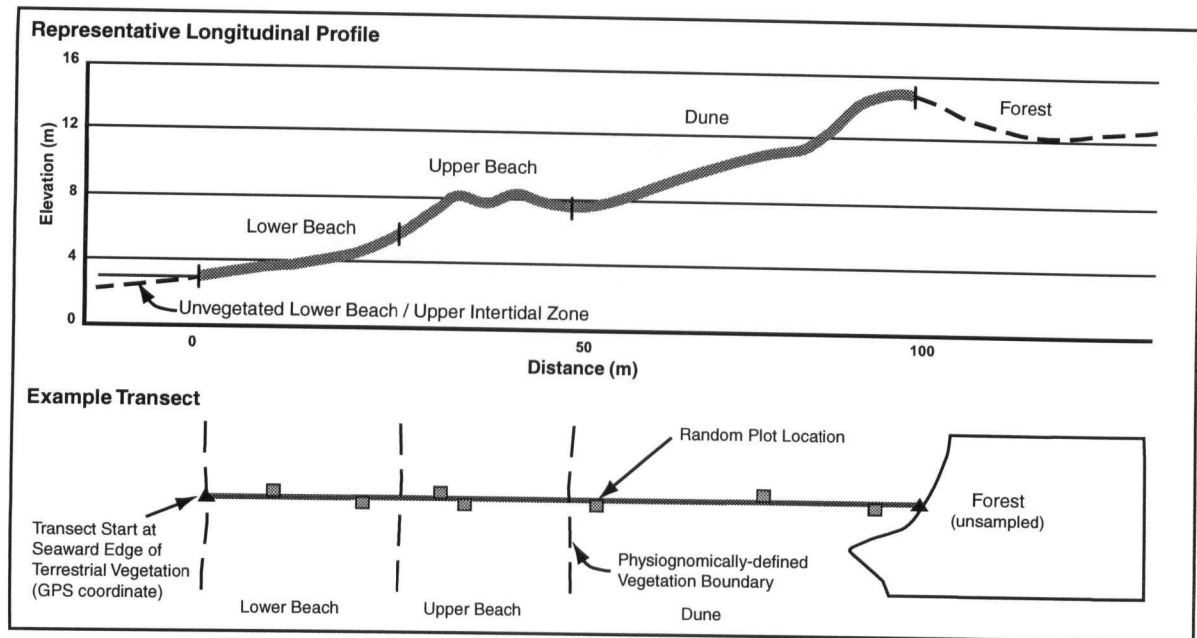 Representative Longitudinal Profile
16
12
8
4
0
Elevation (m)
Dune
Forest
Upper Beach
Lower Beach
Unvegetated Lower Beach / Upper Intertidal Zone
0
50
100
Distance (m)
Example Transect
Random Plot Location
Transect Start at
Seaward Edge of
Terrestrial Vegetation
(GPS coordinate)
Forest
(unsampled)
Physiognomically-defined
Vegetation Boundary
Lower Beach
Upper Beach
Dune